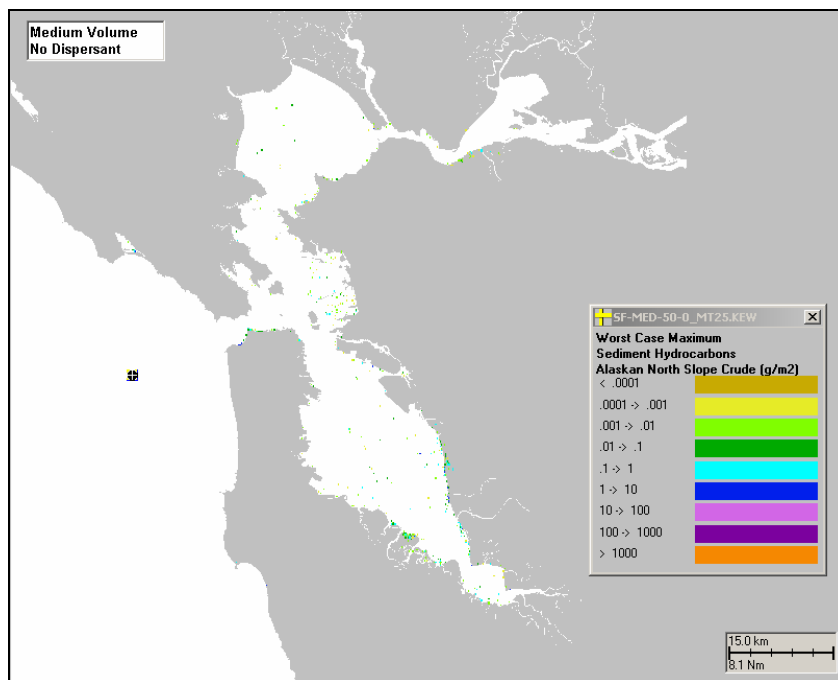 Medium Volume
No Dispersant
SF-MED-50-0_MT25.KEW
Worst Case Maximum
Sediment Hydrocarbons
Alaskan North Slope Crude (g/m2)
< .0001
.0001 -> .001
.001 -> .01
.01 -> .1
.1 -> 1
1 -> 10
10 -> 100
100 -> 1000
> 1000
15.0 km
8.1 Nm